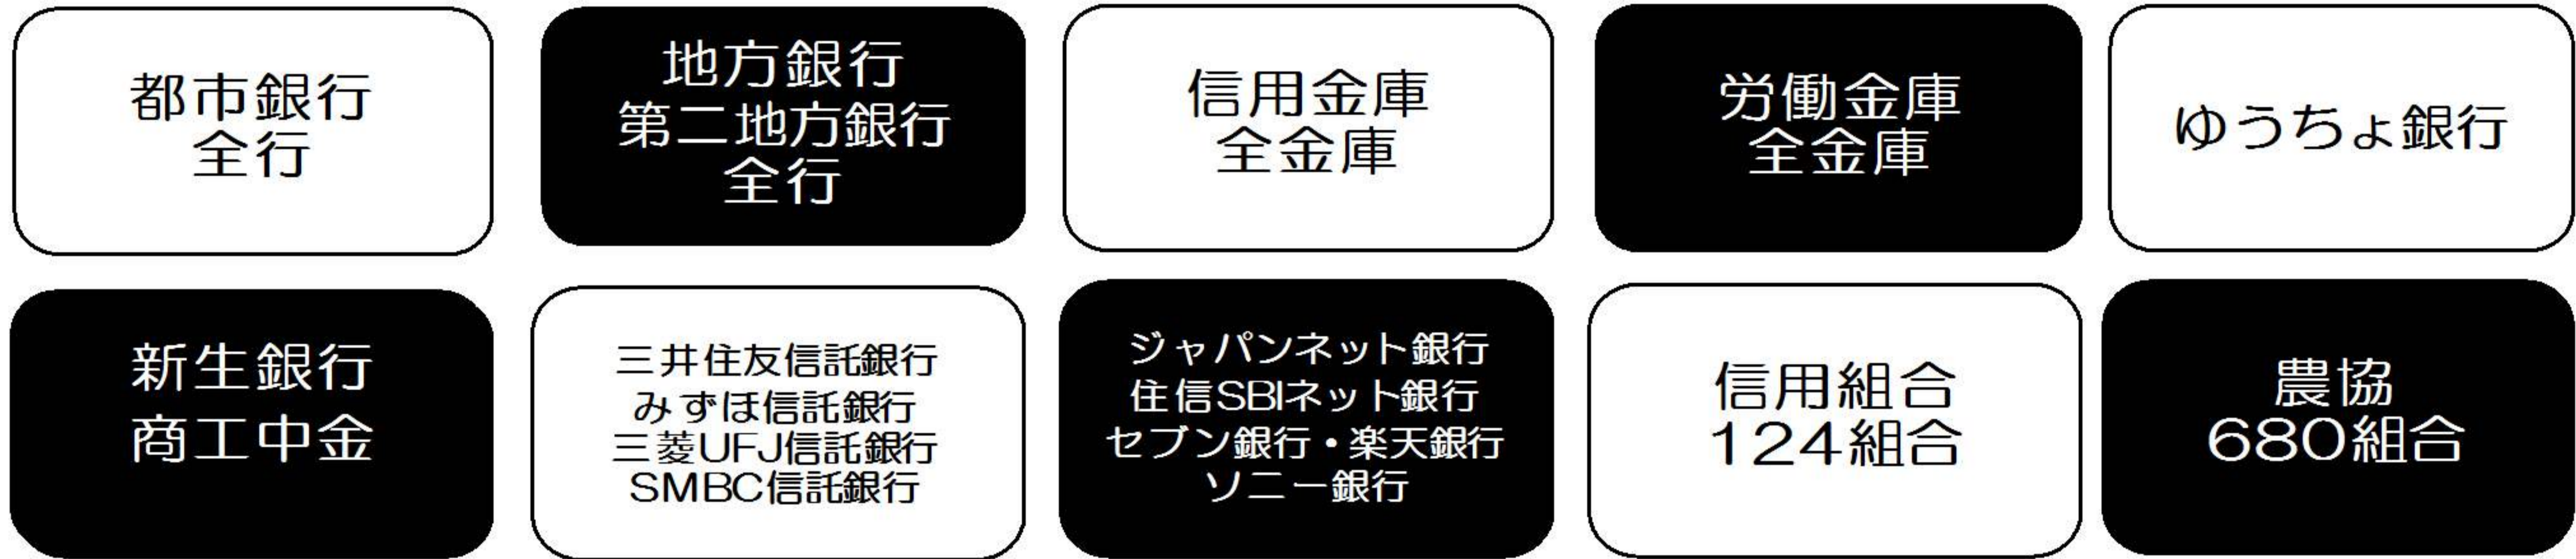 都市銀行
全行
地方銀行
第二地方銀行
全行
信用金庫
全金庫
労働金庫
全金庫
ゆうちょ銀行
新生銀行
商工中金
三井住友信託銀行
みずほ信託銀行
三菱UFJ信託銀行
SMBC信託銀行
ジャパンネット銀行
住信SBIネット銀行
セブン銀行・楽天銀行
ソニー銀行
信用組合
124組合
農協
680組合